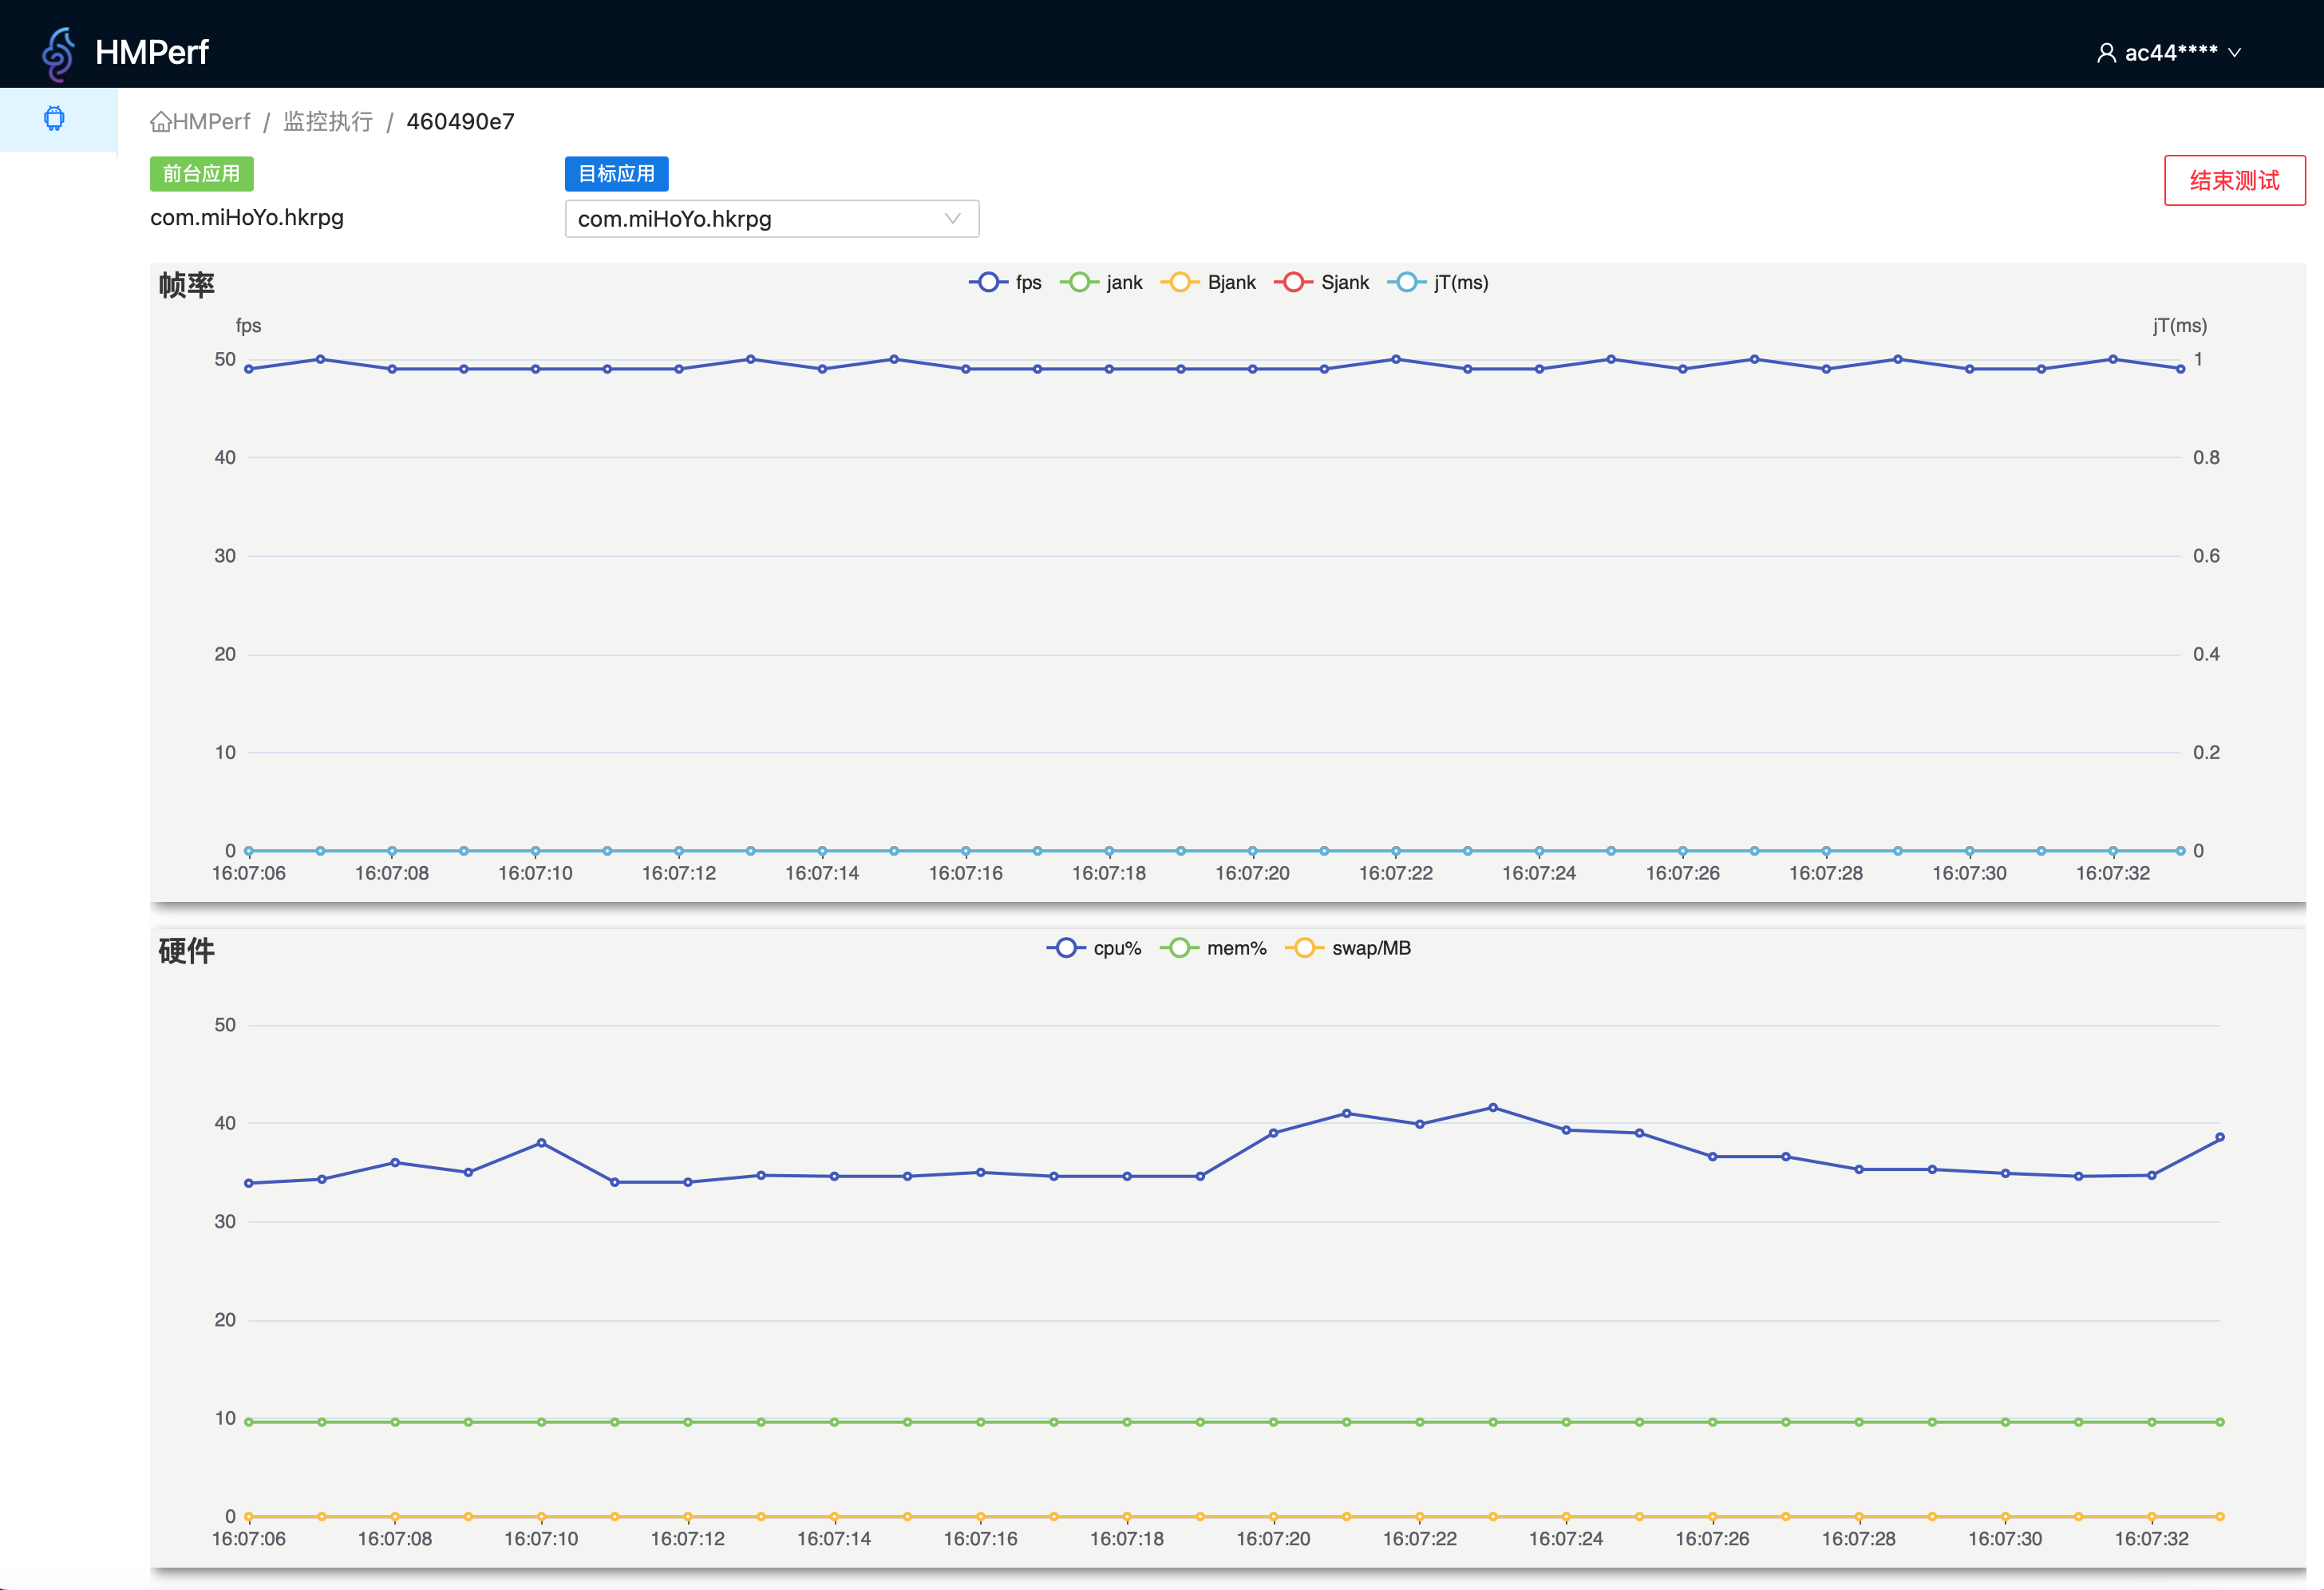 HMPerf
ac44****
HMPerf / 监控执行 / 460490e7
前台应用
目标应用
结束测试
com.miHoYo.hkrpg
com.miHoYo.hkrpg
帧率
fps jank Bjank Sjank jT(ms)
fps
jT(ms)
50
1
40
0.8
30
0.6
20
0.4
10
0.2
0
0
16:07:06 16:07:08 16:07:10 16:07:12 16:07:14 16:07:16 16:07:18 16:07:20 16:07:22 16:07:24 16:07:26 16:07:28 16:07:30 16:07:32
硬件
cpu% mem% swap/MB
50
40
30
20
10
0
16:07:06 16:07:08 16:07:10 16:07:12 16:07:14 16:07:16 16:07:18 16:07:20 16:07:22 16:07:24 16:07:26 16:07:28 16:07:30 16:07:32